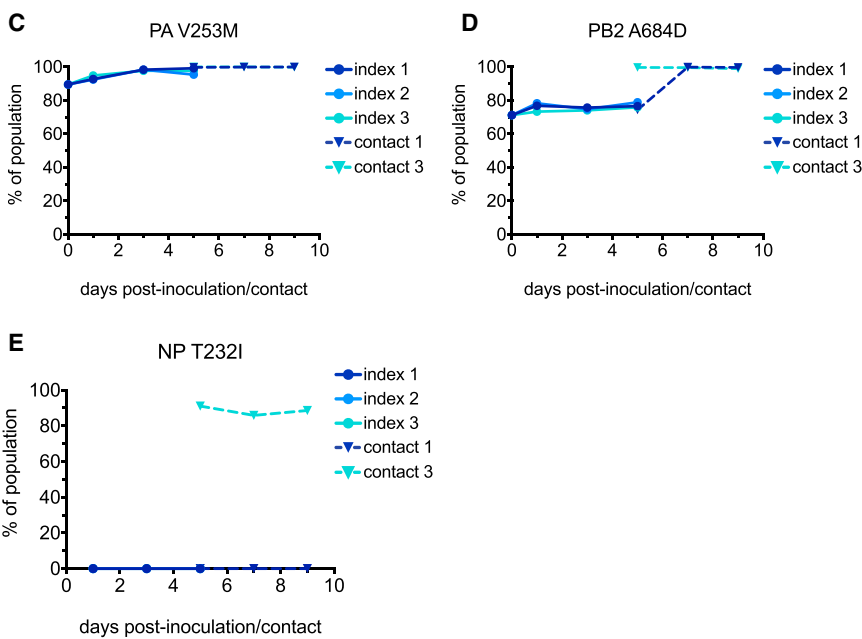 C
PA V253M
% of population
100
80
60
40
20
0
0 2 4 6 8 10
days post-inoculation/contact
index 1
index 2
index 3
contact 1
contact 3
D
PB2 A684D
% of population
100
80
60
40
20
0
0 2 4 6 8 10
days post-inoculation/contact
index 1
index 2
index 3
contact 1
contact 3
E
NP T232I
% of population
100
80
60
40
20
0
0 2 4 6 8 10
days post-inoculation/contact
index 1
index 2
index 3
contact 1
contact 3